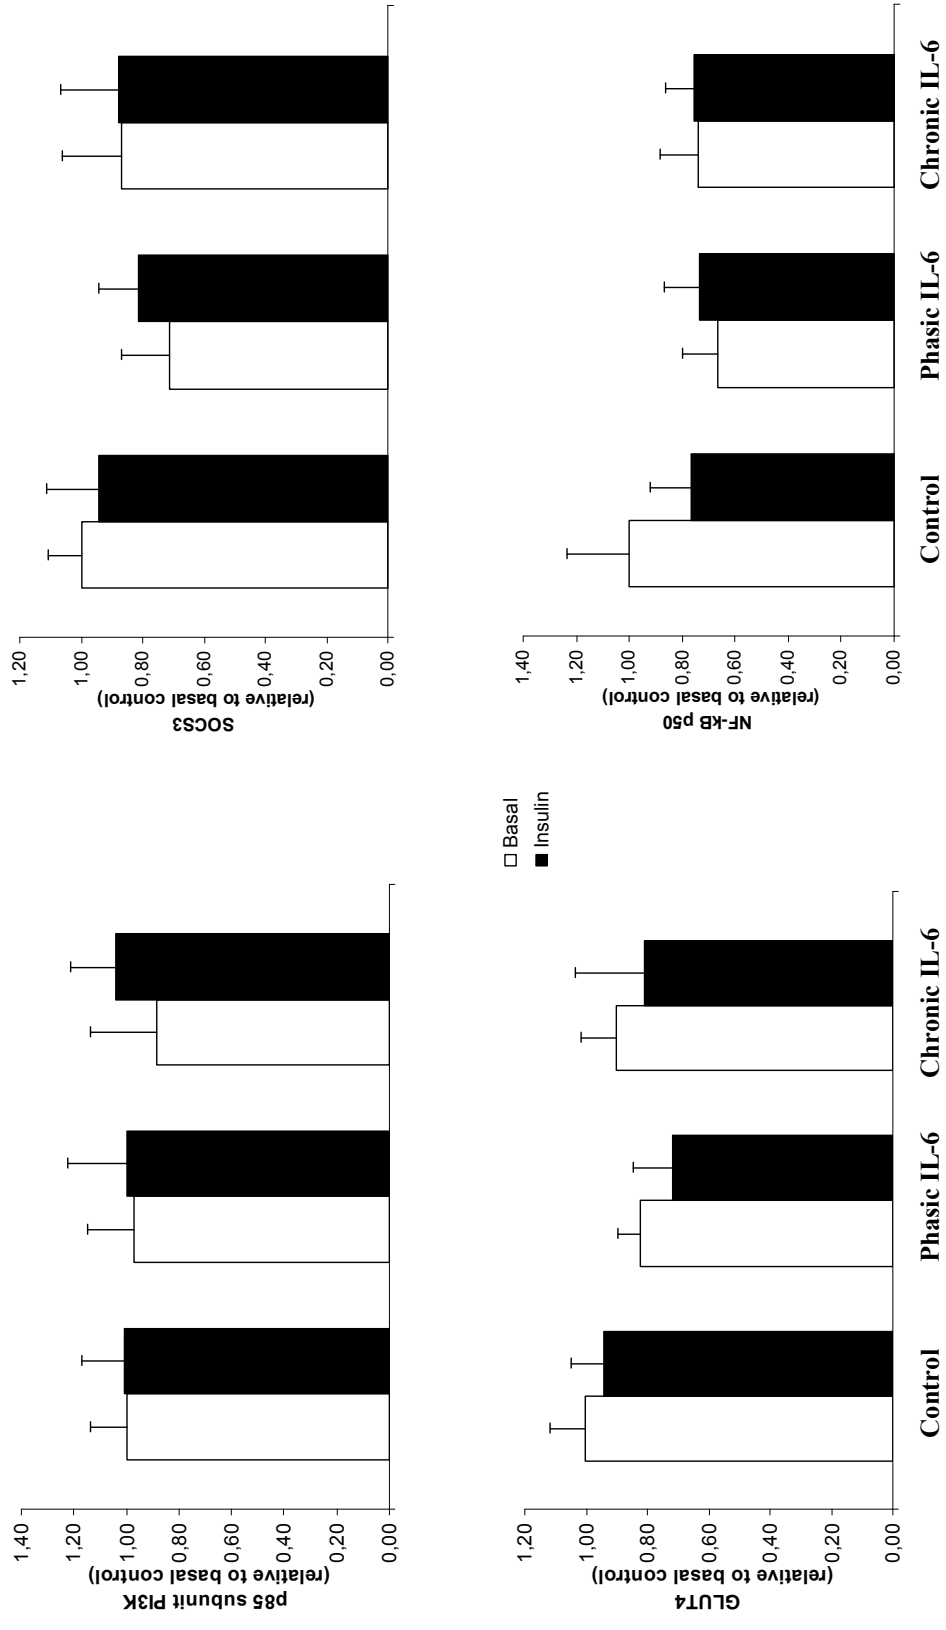 p85 subunit PI3K
(relative to basal control)
1,40
1,20
1,00
0,80
0,60
0,40
0,20
0,00
SOCS3
(relative to basal control)
1,20
1,00
0,80
0,60
0,40
0,20
0,00
Basal
Insulin
GLUT4
(relative to basal control)
1,20
1,00
0,80
0,60
0,40
0,20
0,00
Control Phasic IL-6 Chronic IL-6
NF-kB p50
(relative to basal control)
1,40
1,20
1,00
0,80
0,60
0,40
0,20
0,00
Control Phasic IL-6 Chronic IL-6